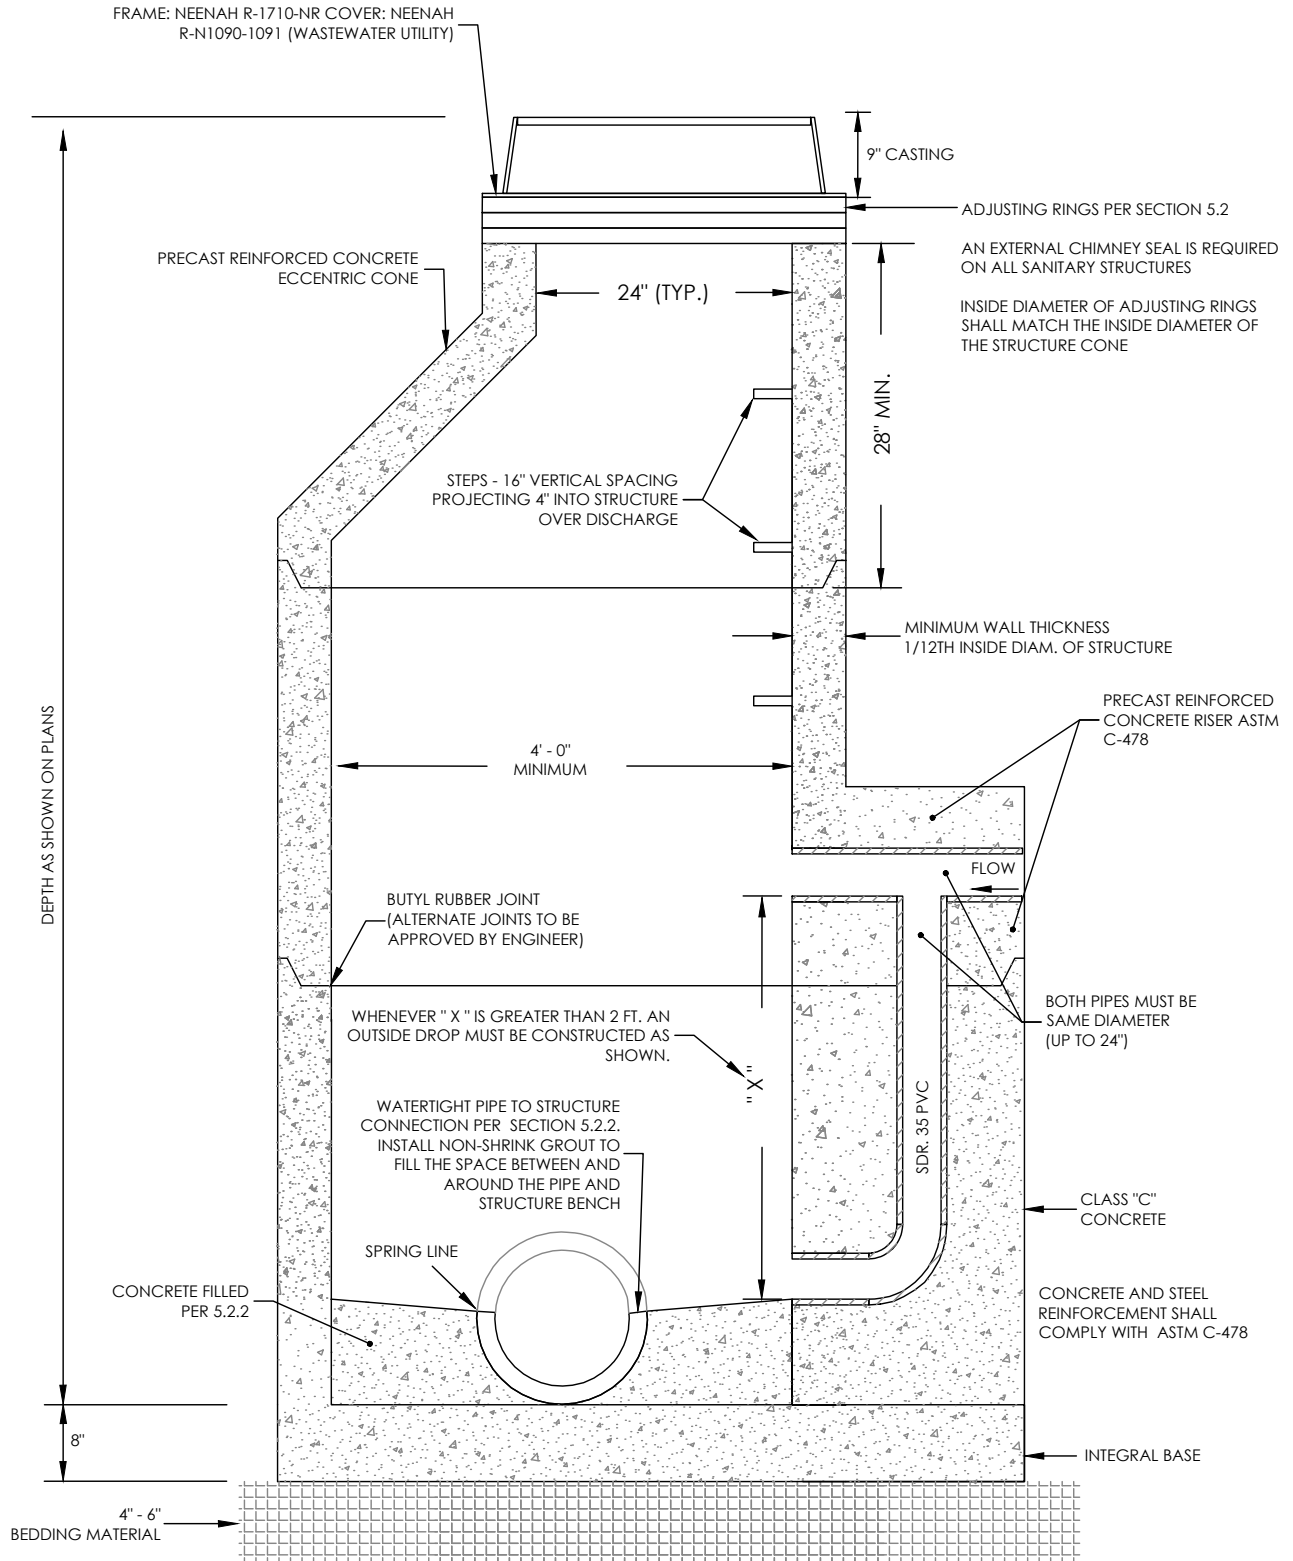 FRAME: NEENAH R-1710-NR COVER: NEENAH
R-N1090-1091 (WASTEWATER UTILITY)
9" CASTING
ADJUSTING RINGS PER SECTION 5.2
AN EXTERNAL CHIMNEY SEAL IS REQUIRED
ON ALL SANITARY STRUCTURES
INSIDE DIAMETER OF ADJUSTING RINGS
SHALL MATCH THE INSIDE DIAMETER OF
THE STRUCTURE CONE
PRECAST REINFORCED CONCRETE
ECCENTRIC CONE
24" (TYP.)
28" MIN.
STEPS - 16" VERTICAL SPACING
PROJECTING 4" INTO STRUCTURE
OVER DISCHARGE
MINIMUM WALL THICKNESS
1/12TH INSIDE DIAM. OF STRUCTURE
PRECAST REINFORCED
CONCRETE RISER ASTM
C-478
4' - 0"
MINIMUM
DEPTH AS SHOWN ON PLANS
FLOW
BUTYL RUBBER JOINT
(ALTERNATE JOINTS TO BE
APPROVED BY ENGINEER)
WHENEVER " X " IS GREATER THAN 2 FT. AN
OUTSIDE DROP MUST BE CONSTRUCTED AS
SHOWN.
" X "
BOTH PIPES MUST BE
SAME DIAMETER
(UP TO 24")
SDR. 35 PVC
WATERTIGHT PIPE TO STRUCTURE
CONNECTION PER SECTION 5.2.2.
INSTALL NON-SHRINK GROUT TO
FILL THE SPACE BETWEEN AND
AROUND THE PIPE AND
STRUCTURE BENCH
CLASS "C"
CONCRETE
SPRING LINE
CONCRETE FILLED
PER 5.2.2
CONCRETE AND STEEL
REINFORCEMENT SHALL
COMPLY WITH ASTM C-478
8"
INTEGRAL BASE
4" - 6"
BEDDING MATERIAL